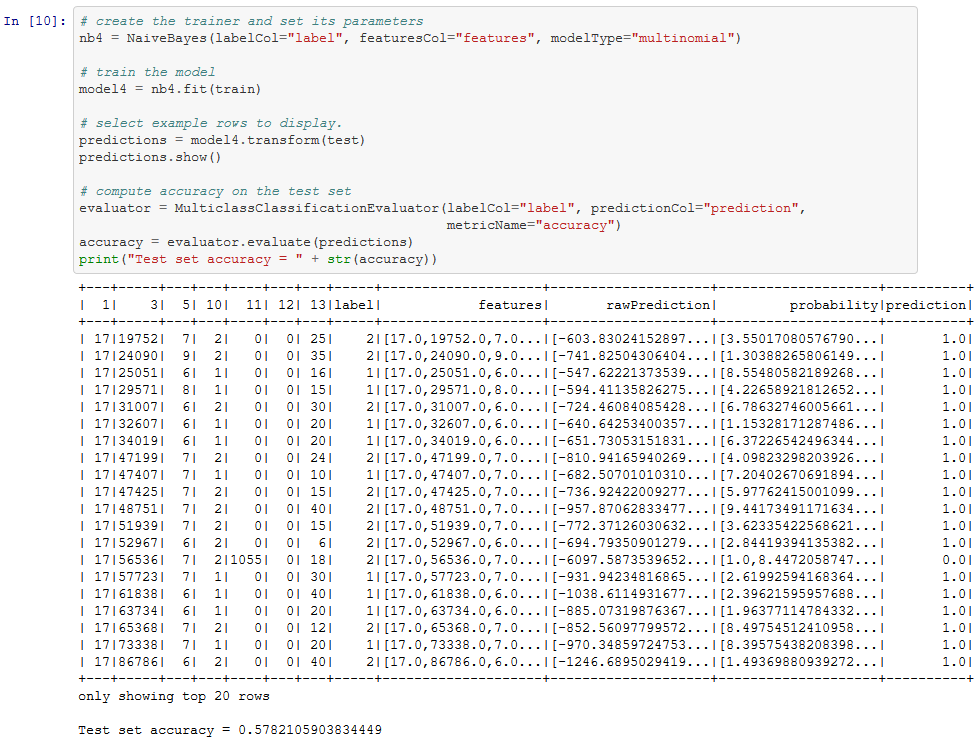 In [10]: # create the trainer and set its parameters
nb4 = NaiveBayes(labelCol="label", featuresCol="features", modelType="multinomial")
# train the model
model4 = nb4.fit(train)
# select example rows to display.
predictions = model4.transform(test)
predictions.show()
# compute accuracy on the test set
evaluator = MulticlassClassificationEvaluator(labelCol="label", predictionCol="prediction",
metricName="accuracy")
accuracy = evaluator.evaluate(predictions)
print("Test set accuracy = " + str(accuracy))
+---+-----+---+---+----+---+---+-----+--------------------+--------------------+--------------------+----------+
|  1|    3|  5| 10|  11| 12| 13|label|            features|       rawPrediction|         probability|prediction|
+---+-----+---+---+----+---+---+-----+--------------------+--------------------+--------------------+----------+
| 17|19752|  7|  2|   0|  0| 25|    2|[17.0,19752.0,7.0...|[-603.83024152897...|[3.55017080576790...|       1.0|
| 17|24090|  9|  2|   0|  0| 35|    2|[17.0,24090.0,9.0...|[-741.82504306404...|[1.30388265806149...|       1.0|
| 17|25051|  6|  1|   0|  0| 16|    1|[17.0,25051.0,6.0...|[-547.62221373539...|[8.55480582189268...|       1.0|
| 17|29571|  8|  1|   0|  0| 15|    1|[17.0,29571.0,8.0...|[-594.41135826275...|[4.22658921812652...|       1.0|
| 17|31007|  6|  2|   0|  0| 30|    2|[17.0,31007.0,6.0...|[-724.46084085428...|[6.78632746005661...|       1.0|
| 17|32607|  6|  1|   0|  0| 20|    1|[17.0,32607.0,6.0...|[-640.64253400357...|[1.15328171287486...|       1.0|
| 17|34019|  6|  1|   0|  0| 20|    1|[17.0,34019.0,6.0...|[-651.73053151831...|[6.37226542496344...|       1.0|
| 17|47199|  7|  2|   0|  0| 24|    2|[17.0,47199.0,7.0...|[-810.94165940269...|[4.09823298203926...|       1.0|
| 17|47407|  7|  1|   0|  0| 10|    1|[17.0,47407.0,7.0...|[-682.50701010310...|[7.20402670691894...|       1.0|
| 17|47425|  7|  2|   0|  0| 15|    2|[17.0,47425.0,7.0...|[-736.92422009277...|[5.97762415001099...|       1.0|
| 17|48751|  7|  2|   0|  0| 40|    2|[17.0,48751.0,7.0...|[-957.87062833477...|[9.44173491171634...|       1.0|
| 17|51939|  7|  2|   0|  0| 15|    2|[17.0,51939.0,7.0...|[-772.37126030632...|[3.62335422568621...|       1.0|
| 17|52967|  6|  2|   0|  0|  6|    2|[17.0,52967.0,6.0...|[-694.79350901279...|[2.84419394135382...|       1.0|
| 17|56536|  7|  2|1055|  0| 18|    2|[17.0,56536.0,7.0...|[-6097.5873539652...|[1.0,8.4472058747...|       0.0|
| 17|57723|  7|  1|   0|  0| 30|    1|[17.0,57723.0,7.0...|[-931.94234816865...|[2.61992594168364...|       1.0|
| 17|61838|  6|  1|   0|  0| 40|    1|[17.0,61838.0,6.0...|[-1038.6114931677...|[2.39621595957688...|       1.0|
| 17|63734|  6|  1|   0|  0| 20|    1|[17.0,63734.0,6.0...|[-885.07319876367...|[1.96377114784332...|       1.0|
| 17|65368|  7|  2|   0|  0| 12|    2|[17.0,65368.0,7.0...|[-852.56097799572...|[8.49754512410958...|       1.0|
| 17|73338|  7|  1|   0|  0| 20|    1|[17.0,73338.0,7.0...|[-970.34859724753...|[8.39575438208398...|       1.0|
| 17|86786|  6|  2|   0|  0| 40|    2|[17.0,86786.0,6.0...|[-1246.6895029419...|[1.49369880939272...|       1.0|
+---+-----+---+---+----+---+---+-----+--------------------+--------------------+--------------------+----------+
only showing top 20 rows
Test set accuracy = 0.5782105903834449